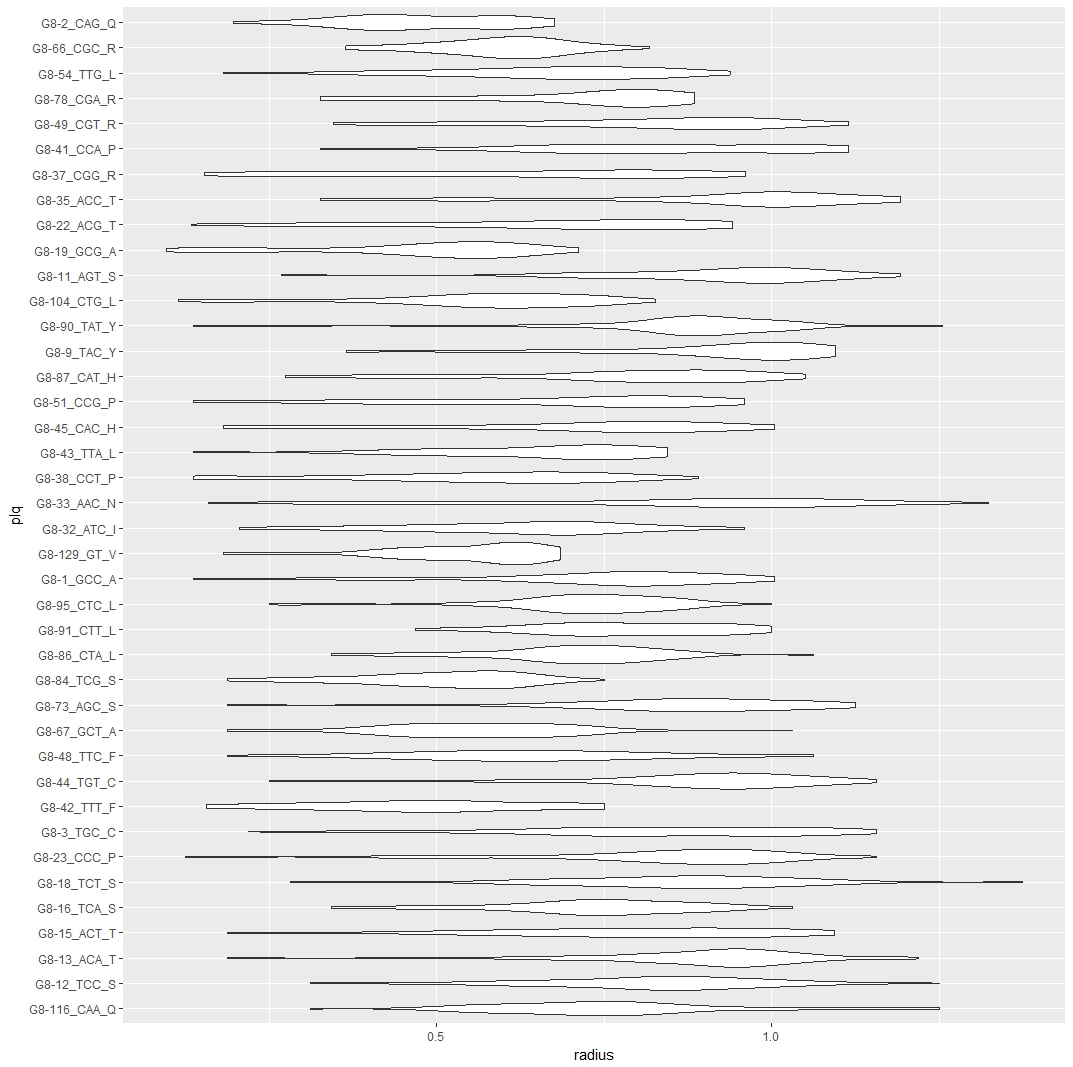 G8-2_CAG_Q
G8-66_CGC_R
G8-54_TTG_L
G8-78_CGA_R
G8-49_CGT_R
G8-41_CCA_P
G8-37_CGG_R
G8-35_ACC_T
G8-22_ACG_T
G8-19_GCG_A
G8-11_AGT_S
G8-104_CTG_L
G8-90_TAT_Y
G8-9_TAC_Y
G8-87_CAT_H
G8-51_CCG_P
G8-45_CAC_H
G8-43_TTA_L
G8-38_CCT_P
G8-33_AAC_N
G8-32_ATC_I
G8-129_GT_V
G8-1_GCC_A
G8-95_CTC_L
G8-91_CTT_L
G8-86_CTA_L
G8-84_TCG_S
G8-73_AGC_S
G8-67_GCT_A
G8-48_TTC_F
G8-44_TGT_C
G8-42_TTT_F
G8-3_TGC_C
G8-23_CCC_P
G8-18_TCT_S
G8-16_TCA_S
G8-15_ACT_T
G8-13_ACA_T
G8-12_TCC_S
G8-116_CAA_Q
plq
0.5 1.0
radius